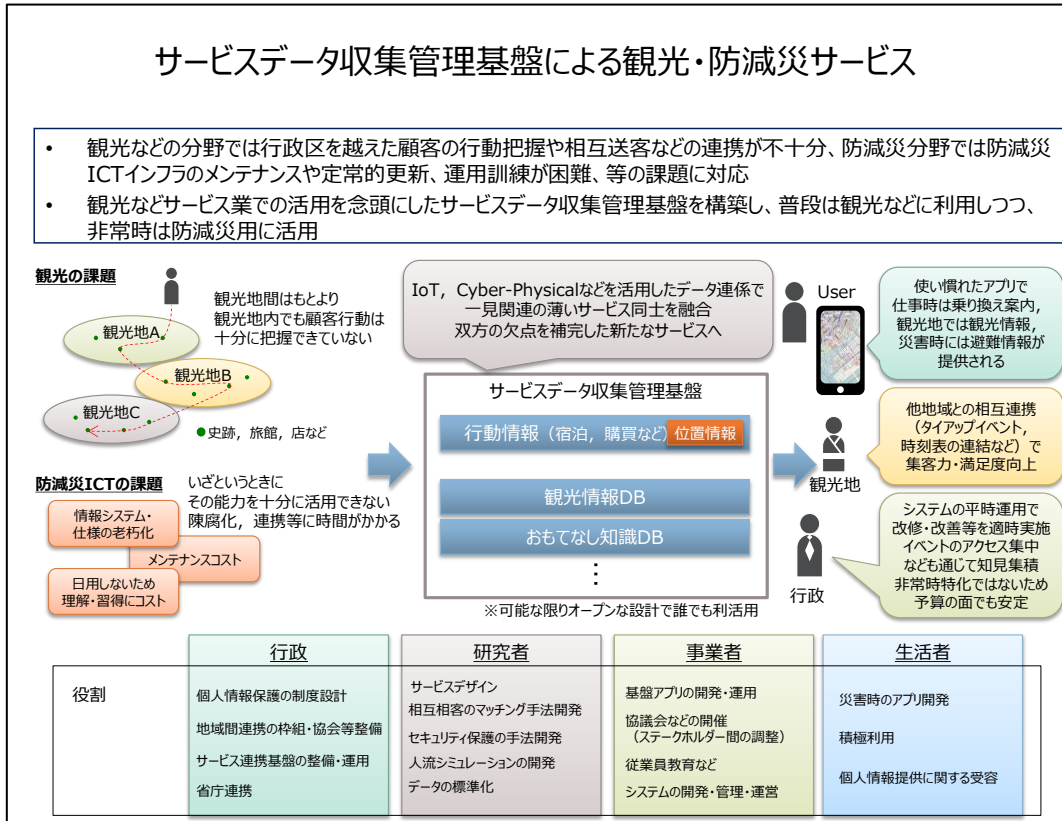 サービスデータ収集管理基盤による観光・防減災サービス
• 観光などの分野では行政区を越えた顧客の行動把握や相互送客などの連携が不十分、防減災分野では防減災
ICTインフラのメンテナンスや定常的更新、運用訓練が困難、等の課題に対応
• 観光などサービス業での活用を念頭にしたサービスデータ収集管理基盤を構築し、普段は観光などに利用しつつ、
非常時は防減災用に活用
観光の課題
観光地間はもとより
観光地内でも顧客行動は
十分に把握できていない
観光地A
観光地B
観光地C
●史跡，旅館，店など
防減災ICTの課題
いざというときに
その能力を十分に活用できない
陳腐化，連携等に時間がかかる
情報システム・
仕様の老朽化
メンテナンスコスト
日用しないため
理解・習得にコスト
IoT，Cyber-Physicalなどを活用したデータ連係で
一見関連の薄いサービス同士を融合
双方の欠点を補完した新たなサービスへ
サービスデータ収集管理基盤
行動情報（宿泊，購買など）
位置情報
観光情報DB
おもてなし知識DB
⋮
※可能な限りオープンな設計で誰でも利活用
User
使い慣れたアプリで
仕事時は乗り換え案内，
観光地では観光情報，
災害時には避難情報が
提供される
観光地
他地域との相互連携
（タイアップイベント，
時刻表の連結など）で
集客力・満足度向上
行政
システムの平時運用で
改修・改善等を適時実施
イベントのアクセス集中
なども通じて知見集積
非常時特化ではないため
予算の面でも安定
役割
行政
個人情報保護の制度設計
地域間連携の枠組・協会等整備
サービス連携基盤の整備・運用
省庁連携
研究者
サービスデザイン
相互相客のマッチング手法開発
セキュリティ保護の手法開発
人流シミュレーションの開発
データの標準化
事業者
基盤アプリの開発・運用
協議会などの開催
（ステークホルダー間の調整）
従業員教育など
システムの開発・管理・運営
生活者
災害時のアプリ開発
積極利用
個人情報提供に関する受容